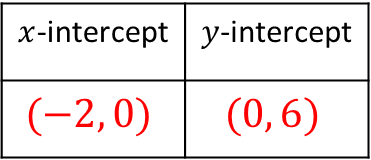 x-intercept y-intercept
(−2, 0) (0, 6)